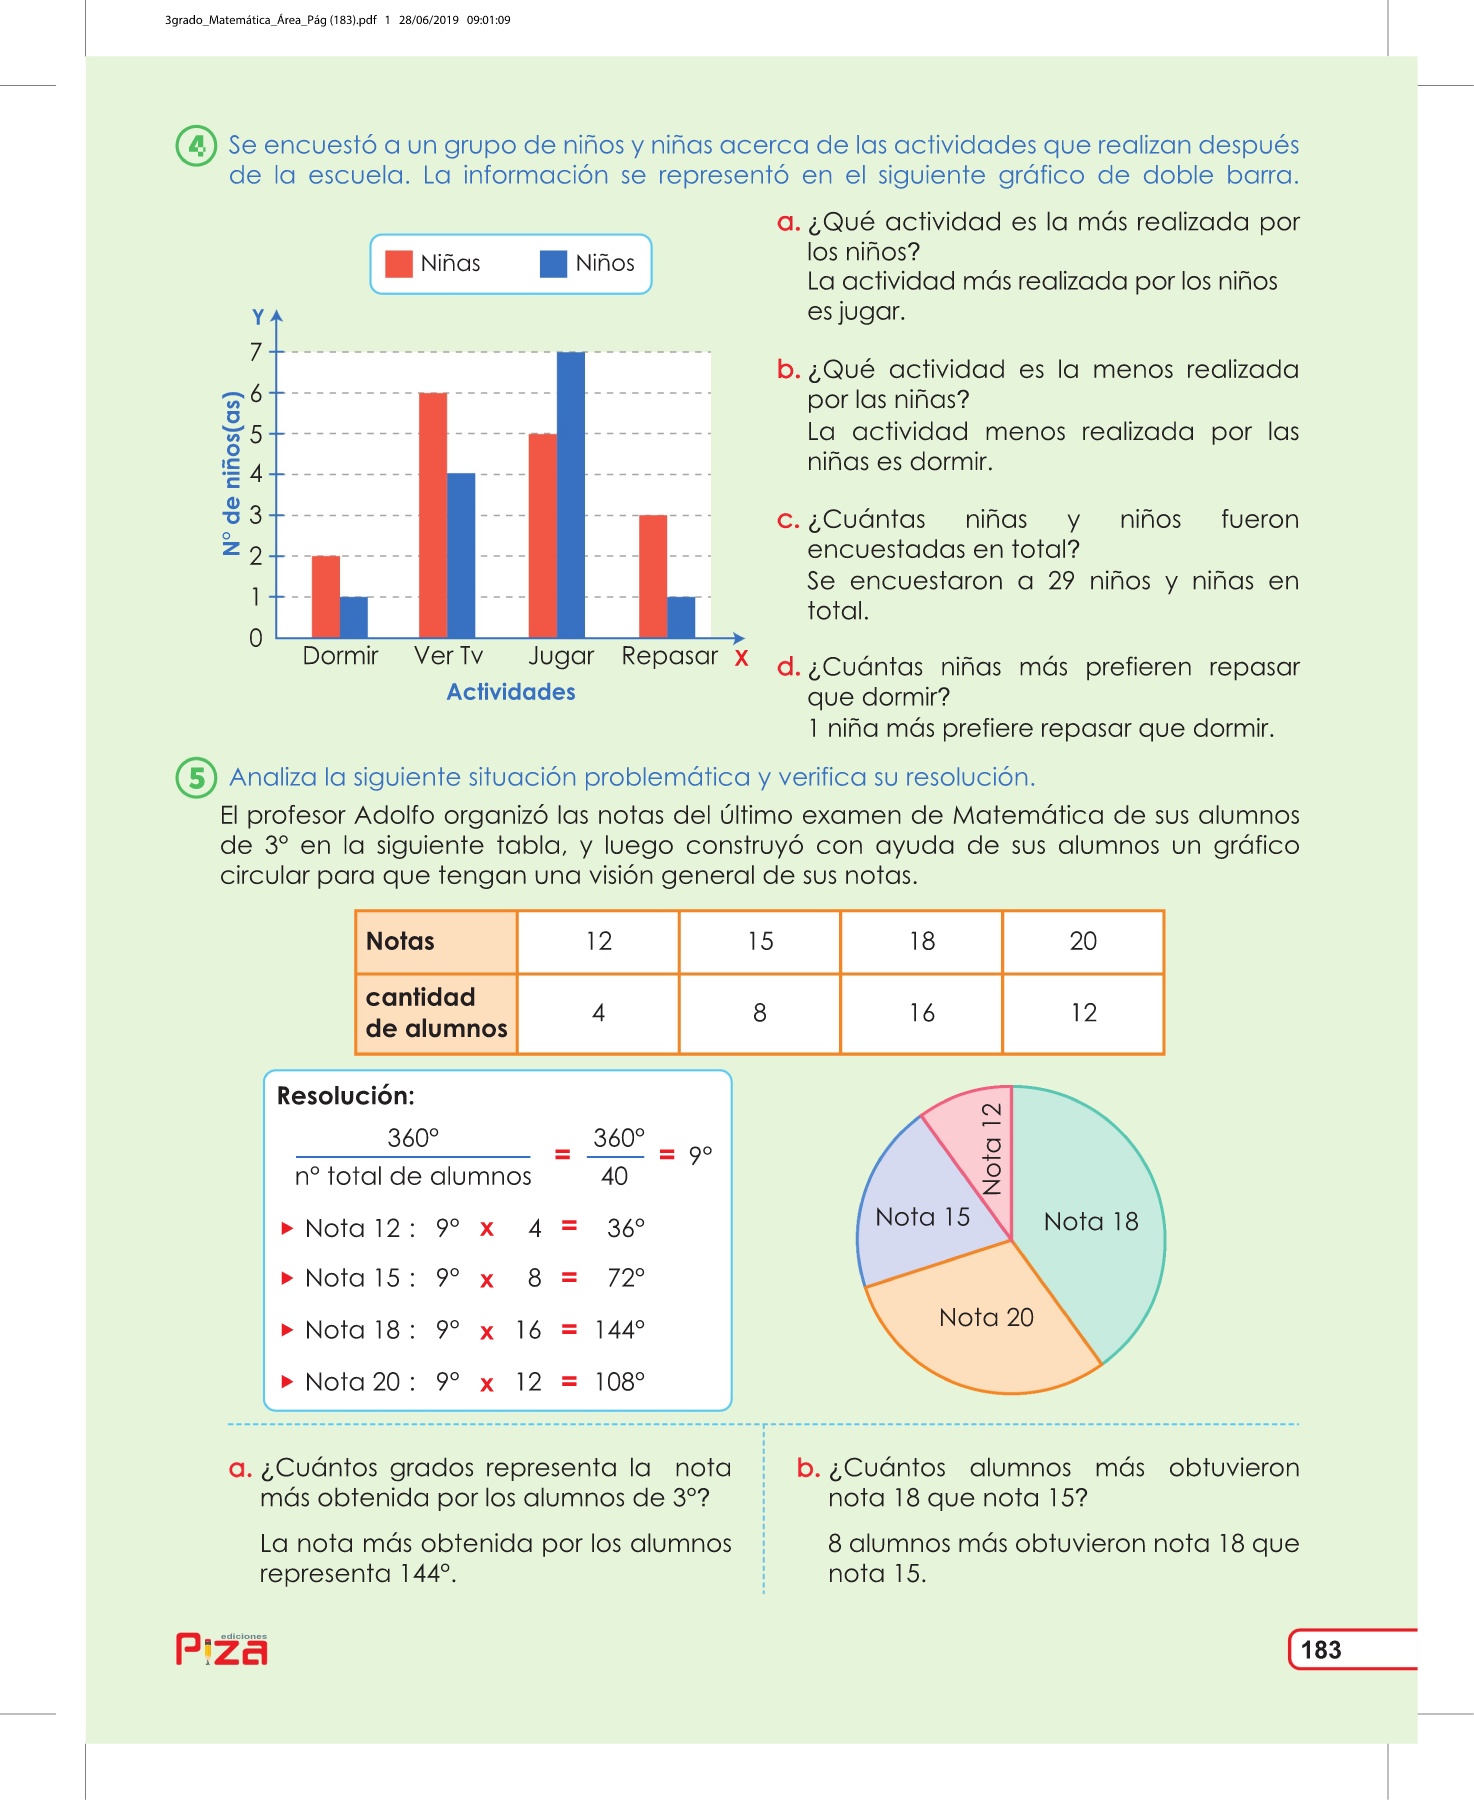 3grado_Matemática_Área_Pág (183).pdf 1 28/06/2019 09:01:09
4 Se encuestó a un grupo de niños y niñas acerca de las actividades que realizan después
de la escuela. La información se representó en el siguiente gráfico de doble barra.
Niñas Niños
Y
7
6
5
4
3
2
1
0
N° de niños(as)
Dormir Ver Tv Jugar Repasar X
Actividades
a. ¿Qué actividad es la más realizada por
los niños?
La actividad más realizada por los niños
es jugar.
b. ¿Qué actividad es la menos realizada
por las niñas?
La actividad menos realizada por las
niñas es dormir.
c. ¿Cuántas niñas y niños fueron
encuestadas en total?
Se encuestaron a 29 niños y niñas en
total.
d. ¿Cuántas niñas más prefieren repasar
que dormir?
1 niña más prefiere repasar que dormir.
5 Analiza la siguiente situación problemática y verifica su resolución.
El profesor Adolfo organizó las notas del último examen de Matemática de sus alumnos
de 3° en la siguiente tabla, y luego construyó con ayuda de sus alumnos un gráfico
circular para que tengan una visión general de sus notas.
Notas 12 15 18 20
cantidad
de alumnos 4 8 16 12
Resolución:
360° = 360° = 9°
n° total de alumnos 40
Nota 12 : 9° x 4 = 36°
Nota 15 : 9° x 8 = 72°
Nota 18 : 9° x 16 = 144°
Nota 20 : 9° x 12 = 108°
Nota 12
Nota 15
Nota 18
Nota 20
a. ¿Cuántos grados representa la nota
más obtenida por los alumnos de 3°?
La nota más obtenida por los alumnos
representa 144°.
b. ¿Cuántos alumnos más obtuvieron
nota 18 que nota 15?
8 alumnos más obtuvieron nota 18 que
nota 15.
ediciones
Piza
183